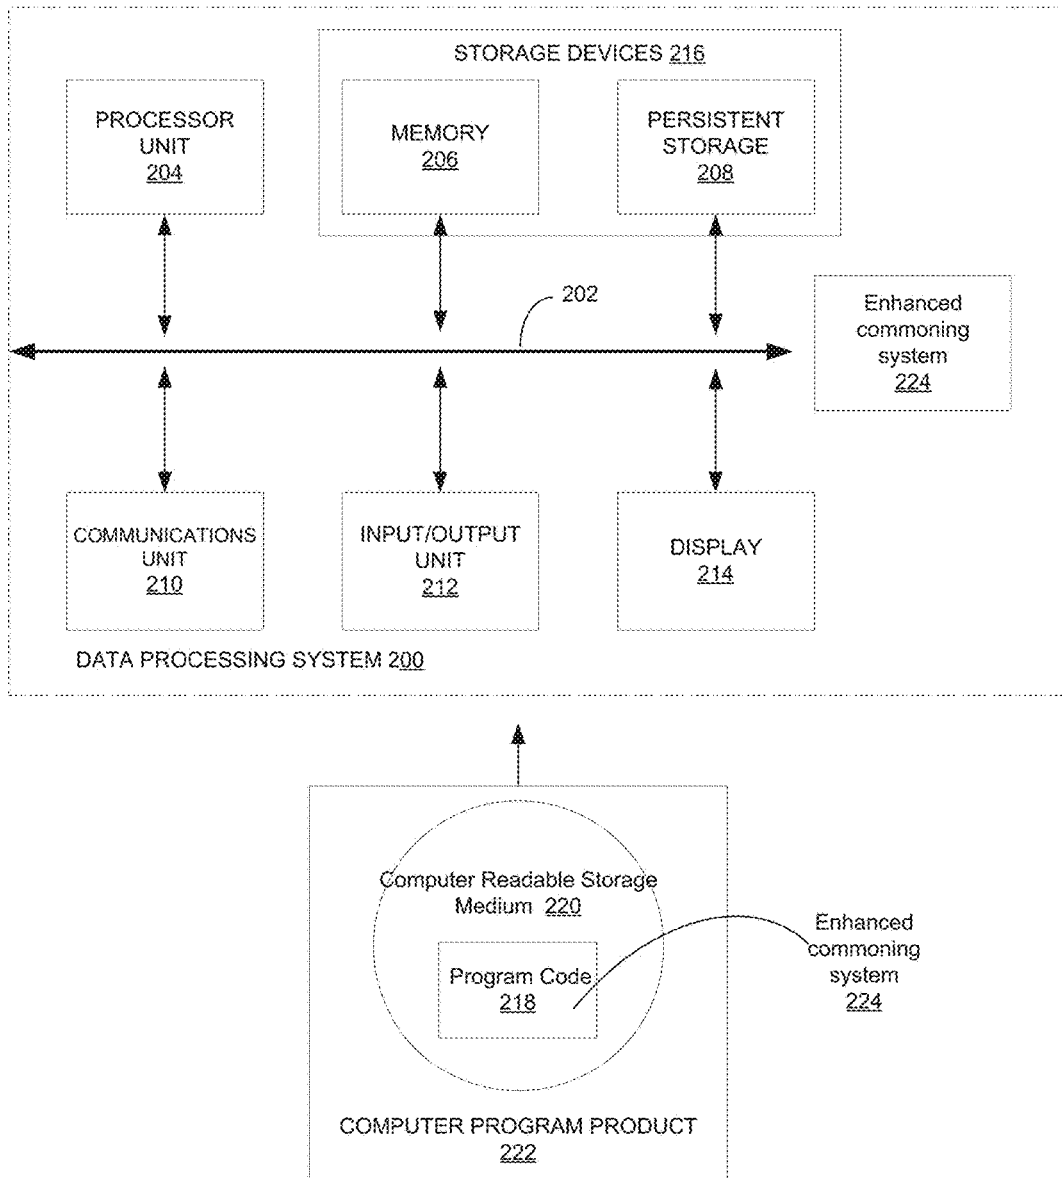 STORAGE DEVICES 216
PROCESSOR
UNIT
204
MEMORY
206
PERSISTENT
STORAGE
208
202
Enhanced
commoning
system
224
COMMUNICATIONS
UNIT
210
INPUT/OUTPUT
UNIT
212
DISPLAY
214
DATA PROCESSING SYSTEM 200
Computer Readable Storage
Medium 220
Program Code
218
Enhanced
commoning
system
224
COMPUTER PROGRAM PRODUCT
222